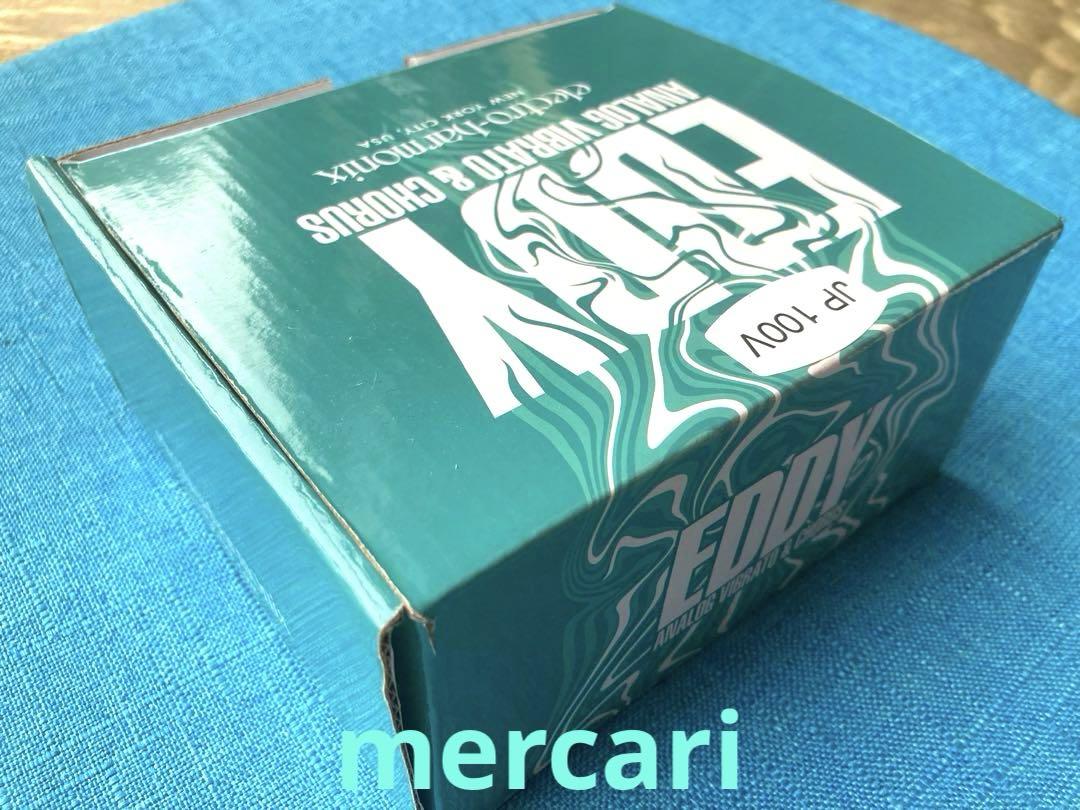 electro-harmonix
NEW YORK CITY, USA
ANALOG VIBRATO & CHORUS
EDDY
JP 100V
EDDY
ANALOG VIBRATO & CHORUS
mercari